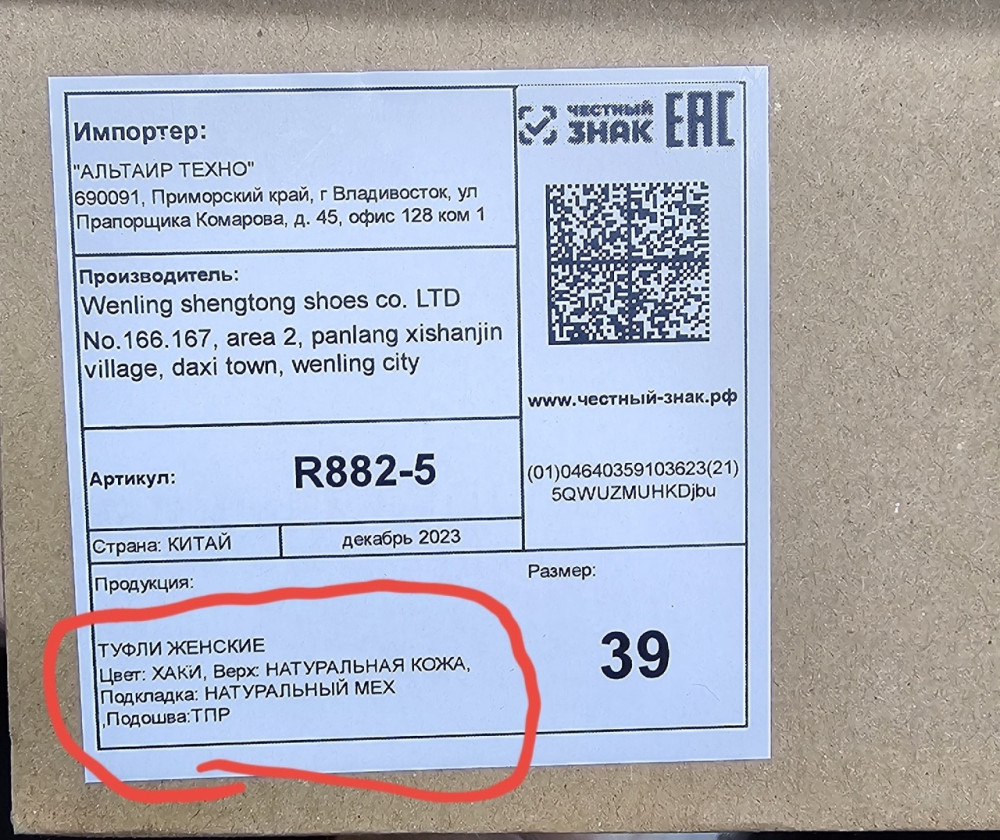 Импортер:
"АЛЬТАИР ТЕХНО"
690091, Приморский край, г Владивосток, ул
Прапорщика Комарова, д. 45, офис 128 ком 1
Производитель:
Wenling shengtong shoes co. LTD
No.166.167, area 2, panlang xishanjin
village, daxi town, wenling city
Артикул:
R882-5
Страна: КИТАЙ
декабрь 2023
Продукция:
ТУФЛИ ЖЕНСКИЕ
Цвет: ХАКИ, Верх: НАТУРАЛЬНАЯ КОЖА,
Подкладка: НАТУРАЛЬНЫЙ МЕХ
,Подошва:ТПР
ЧЕСТНЫЙ
ЗНАК
EAC
www.честный-знак.рф
(01)04640359103623(21)
5QWUZMUHKDjbu
Размер:
39